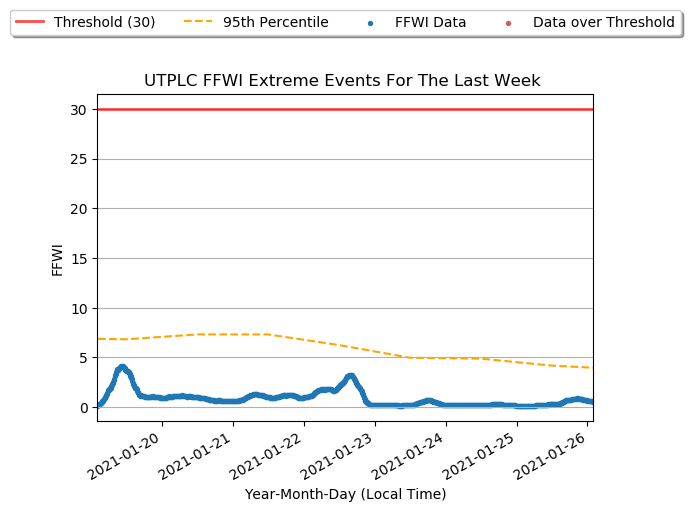 Threshold (30) 95th Percentile FFWI Data Data over Threshold
UTPLC FFWI Extreme Events For The Last Week
30
25
20
15
10
5
0
FFWI
2021-01-20 2021-01-21 2021-01-22 2021-01-23 2021-01-24 2021-01-25 2021-01-26
Year-Month-Day (Local Time)